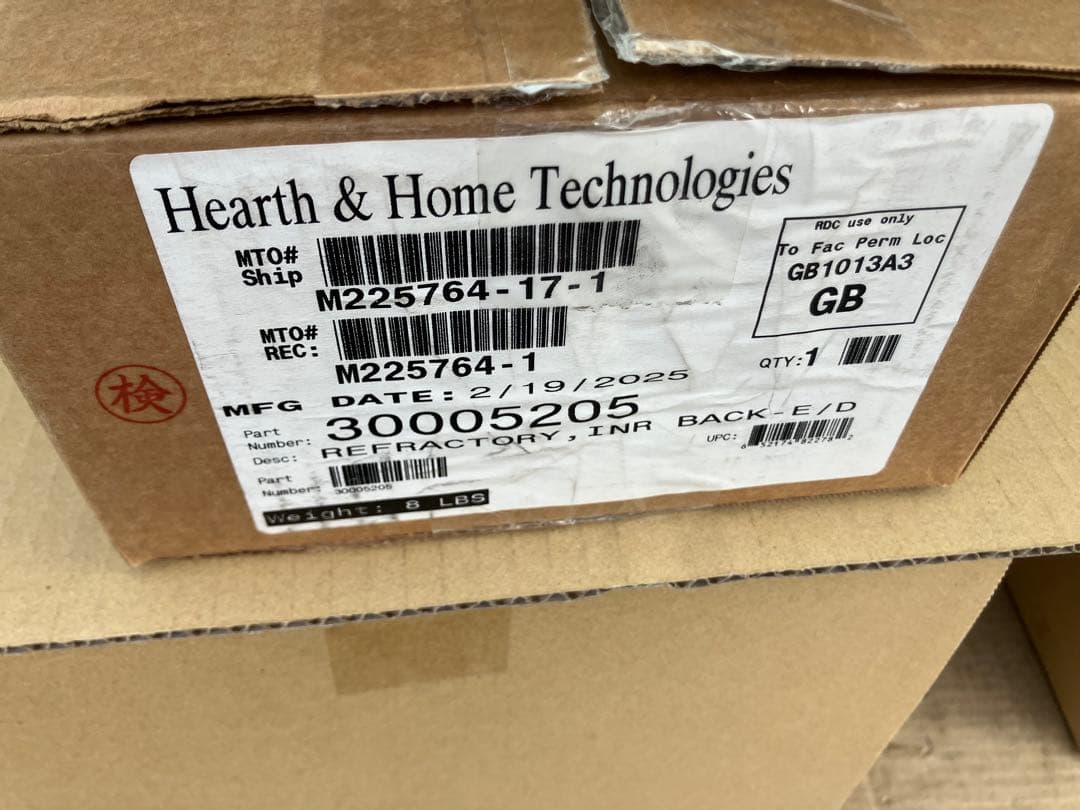 Hearth & Home Technologies
RDC use only
To Fac Perm Loc
GB1013A3
GB
MTO#
Ship
M225764-17-1
MTO#
REC:
M225764-1
QTY:1
MFG DATE: 2/19/2025
Part
Number:
30005205
Desc:
REFRACTORY, INR BACK-E/D
UPC:
Part
Number:
30005205
Weight: 8 LBS
検